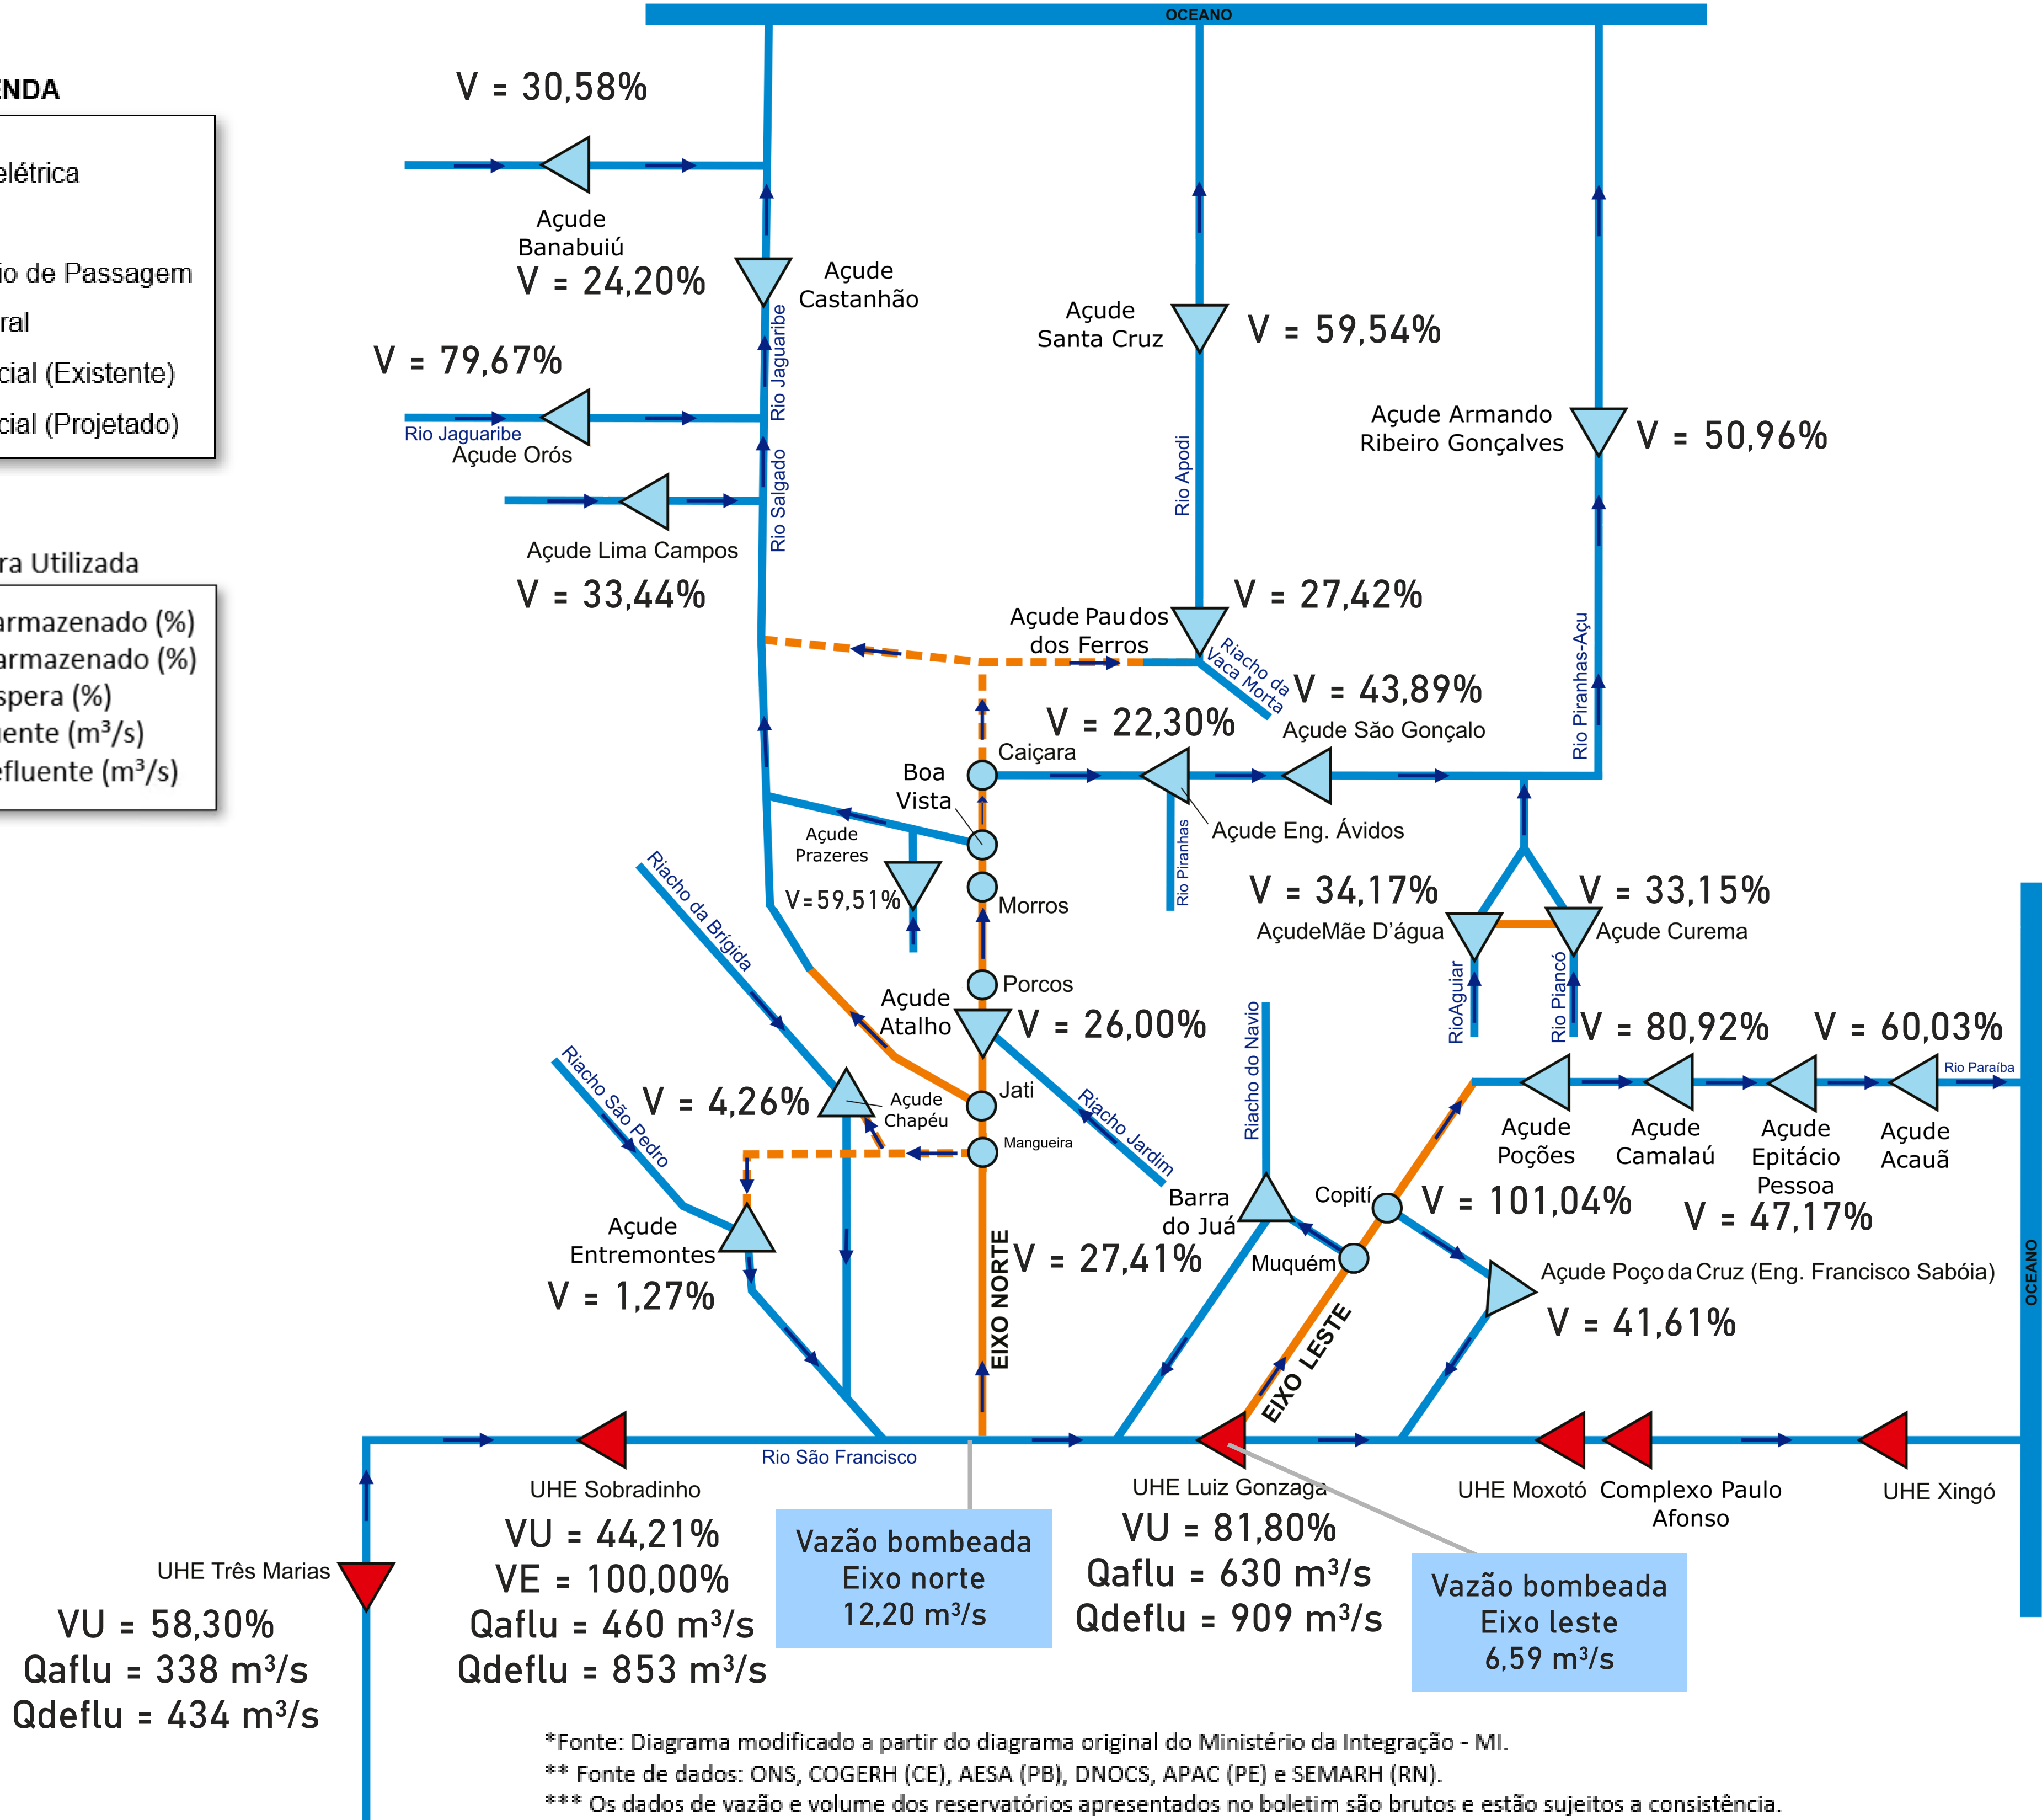 OCEANO
ENDA
elétrica
io de Passagem
ral
cial (Existente)
cial (Projetado)
ra Utilizada
armazenado (%)
armazenado (%)
spera (%)
uente (m³/s)
efluente (m³/s)
V = 30,58%
Açude
Banabuiú
V = 24,20%
Açude
Castanhão
Rio Jaguaribe
V = 79,67%
Rio Jaguaribe
Açude Orós
Rio Salgado
Açude Lima Campos
V = 33,44%
Açude
Santa Cruz
V = 59,54%
Rio Apodi
Açude Armando
Ribeiro Gonçalves
V = 50,96%
Rio Piranhas-Açu
Açude Pau dos
dos Ferros
V = 27,42%
Riacho da
Vaca Morta
V = 43,89%
Açude São Gonçalo
V = 22,30%
Caiçara
Boa
Vista
Açude Eng. Ávidos
Rio Piranhas
Açude
Prazeres
V=59,51%
Morros
Porcos
Riacho da Brígida
Açude
Atalho
V = 26,00%
V = 34,17%
AçudeMãe D'água
V = 33,15%
Açude Curema
RioAguiar
Rio Piancó
V = 80,92%
V = 60,03%
Rio Paraíba
Riacho São Pedro
V = 4,26%
Açude
Chapéu
Jati
Mangueira
Riacho Jardim
Riacho do Navio
Açude
Poções
Açude
Camalaú
Açude
Epitácio
Pessoa
Açude
Acauã
V = 101,04%
V = 47,17%
Barra
do Juá
V = 27,41%
Copití
Muquém
Açude
Entremontes
V = 1,27%
EIXO NORTE
EIXO LESTE
Açude Poço da Cruz (Eng. Francisco Sabóia)
V = 41,61%
OCEANO
Rio São Francisco
UHE Sobradinho
VU = 44,21%
VE = 100,00%
Qaflu = 460 m³/s
Qdeflu = 853 m³/s
Vazão bombeada
Eixo norte
12,20 m³/s
UHE Luiz Gonzaga
VU = 81,80%
Qaflu = 630 m³/s
Qdeflu = 909 m³/s
Vazão bombeada
Eixo leste
6,59 m³/s
UHE Moxotó
Complexo Paulo
Afonso
UHE Xingó
UHE Três Marias
VU = 58,30%
Qaflu = 338 m³/s
Qdeflu = 434 m³/s
*Fonte: Diagrama modificado a partir do diagrama original do Ministério da Integração - MI.
** Fonte de dados: ONS, COGERH (CE), AESA (PB), DNOCS, APAC (PE) e SEMARH (RN).
*** Os dados de vazão e volume dos reservatórios apresentados no boletim são brutos e estão sujeitos a consistência.